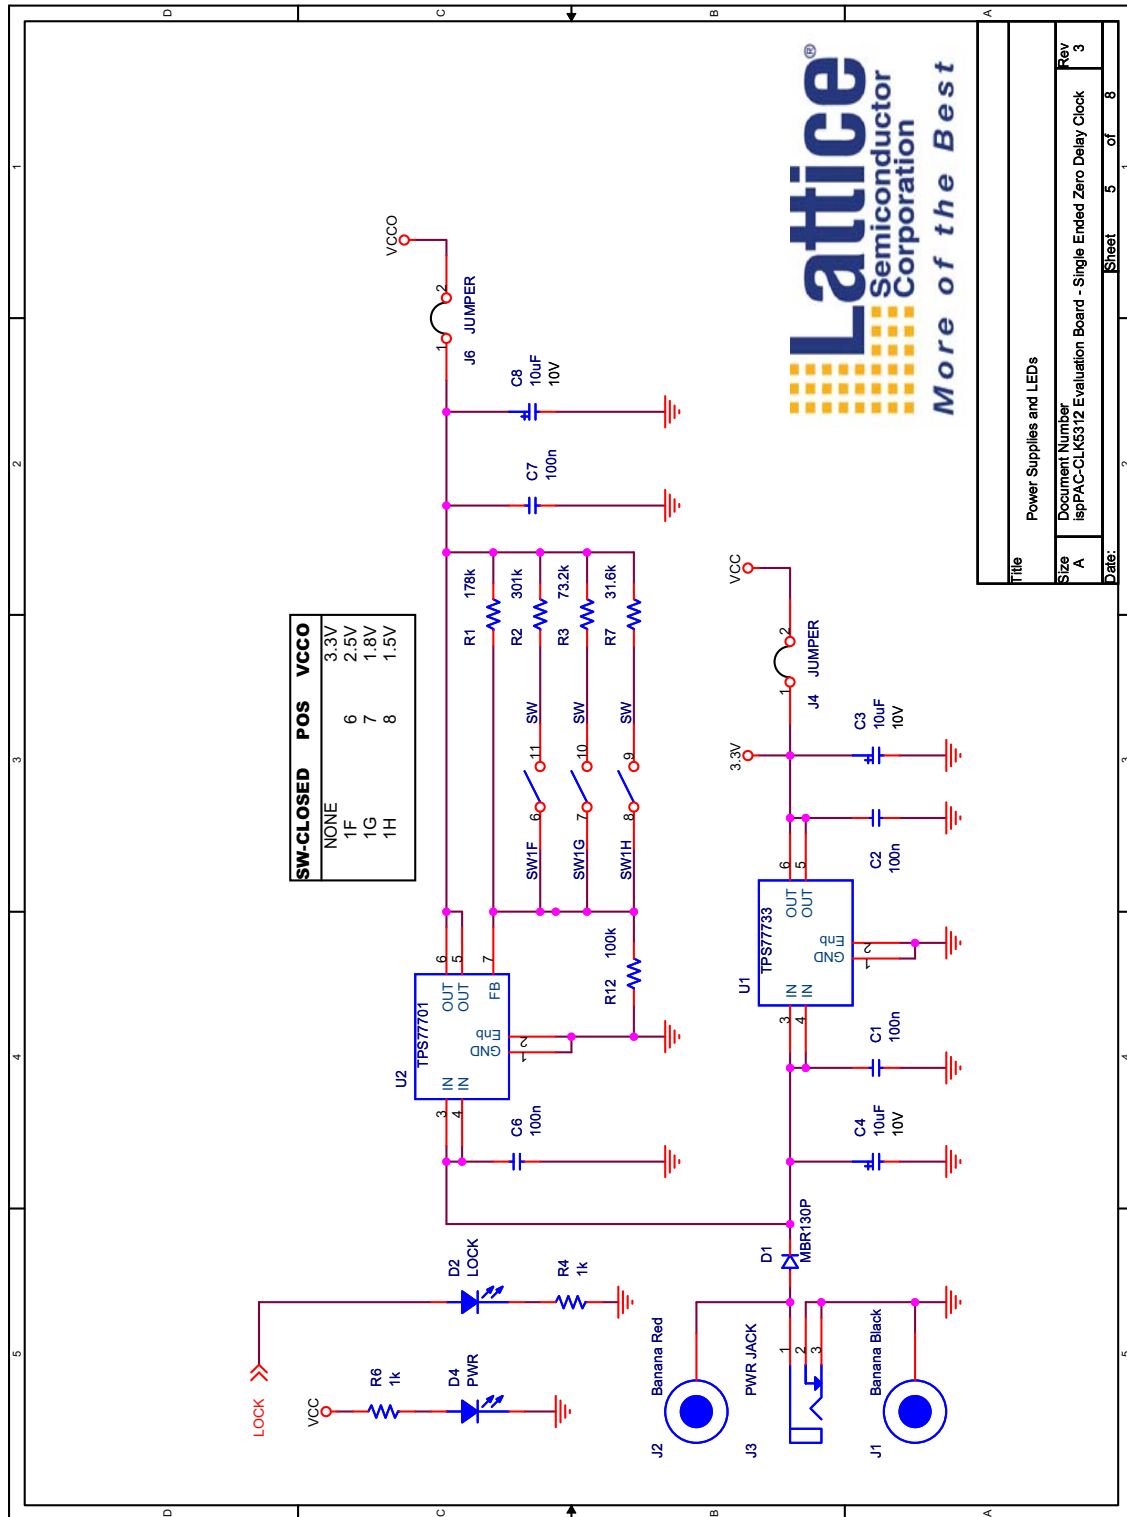 5
4
3
2
1
D
D
C
C
B
B
A
A
LOCK
VCC
R6
1k
D4
PWR
D2
LOCK
R4
1k
J2
Banana Red
J3
PWR JACK
1
2
3
J1
Banana Black
D1
MBR130P
SW-CLOSED POS VCCO
NONE 3.3V
1F 6 2.5V
1G 7 1.8V
1H 8 1.5V
U2
TPS77701
3
4
IN
IN
OUT
OUT
FB
GND
Enb
6
5
7
1
2
C6
100n
R12
100k
SW1F
6
11
SW
SW1G
7
10
SW
SW1H
8
9
SW
R1
178k
R2
301k
R3
73.2k
R7
31.6k
C7
100n
C8
10uF
10V
J6
JUMPER
1
2
VCCO
C4
10uF
10V
C1
100n
U1
TPS77733
3
4
IN
IN
OUT
OUT
GND
Enb
6
5
1
2
C2
100n
C3
10uF
10V
3.3V
J4
JUMPER
1
2
VCC
Lattice®
Semiconductor
Corporation
More of the Best
Title
Power Supplies and LEDs
Size
A
Document Number
ispPAC-CLK5312 Evaluation Board - Single Ended Zero Delay Clock
Rev
3
Date:
Sheet 5 of 8
5
4
3
2
1